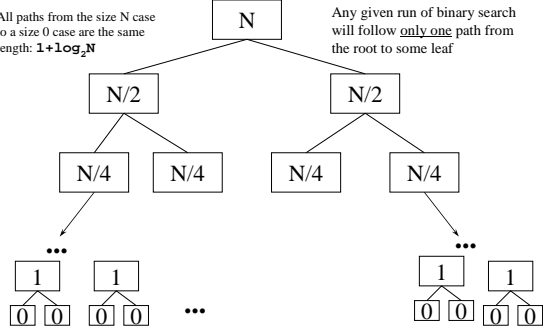 All paths from the size N case
to a size 0 case are the same
length: 1+log₂N
N
Any given run of binary search
will follow only one path from
the root to some leaf
N/2 N/2
N/4 N/4 N/4 N/4
... ...
1 1 1 1
0 0 0 0 ... 0 0 0 0